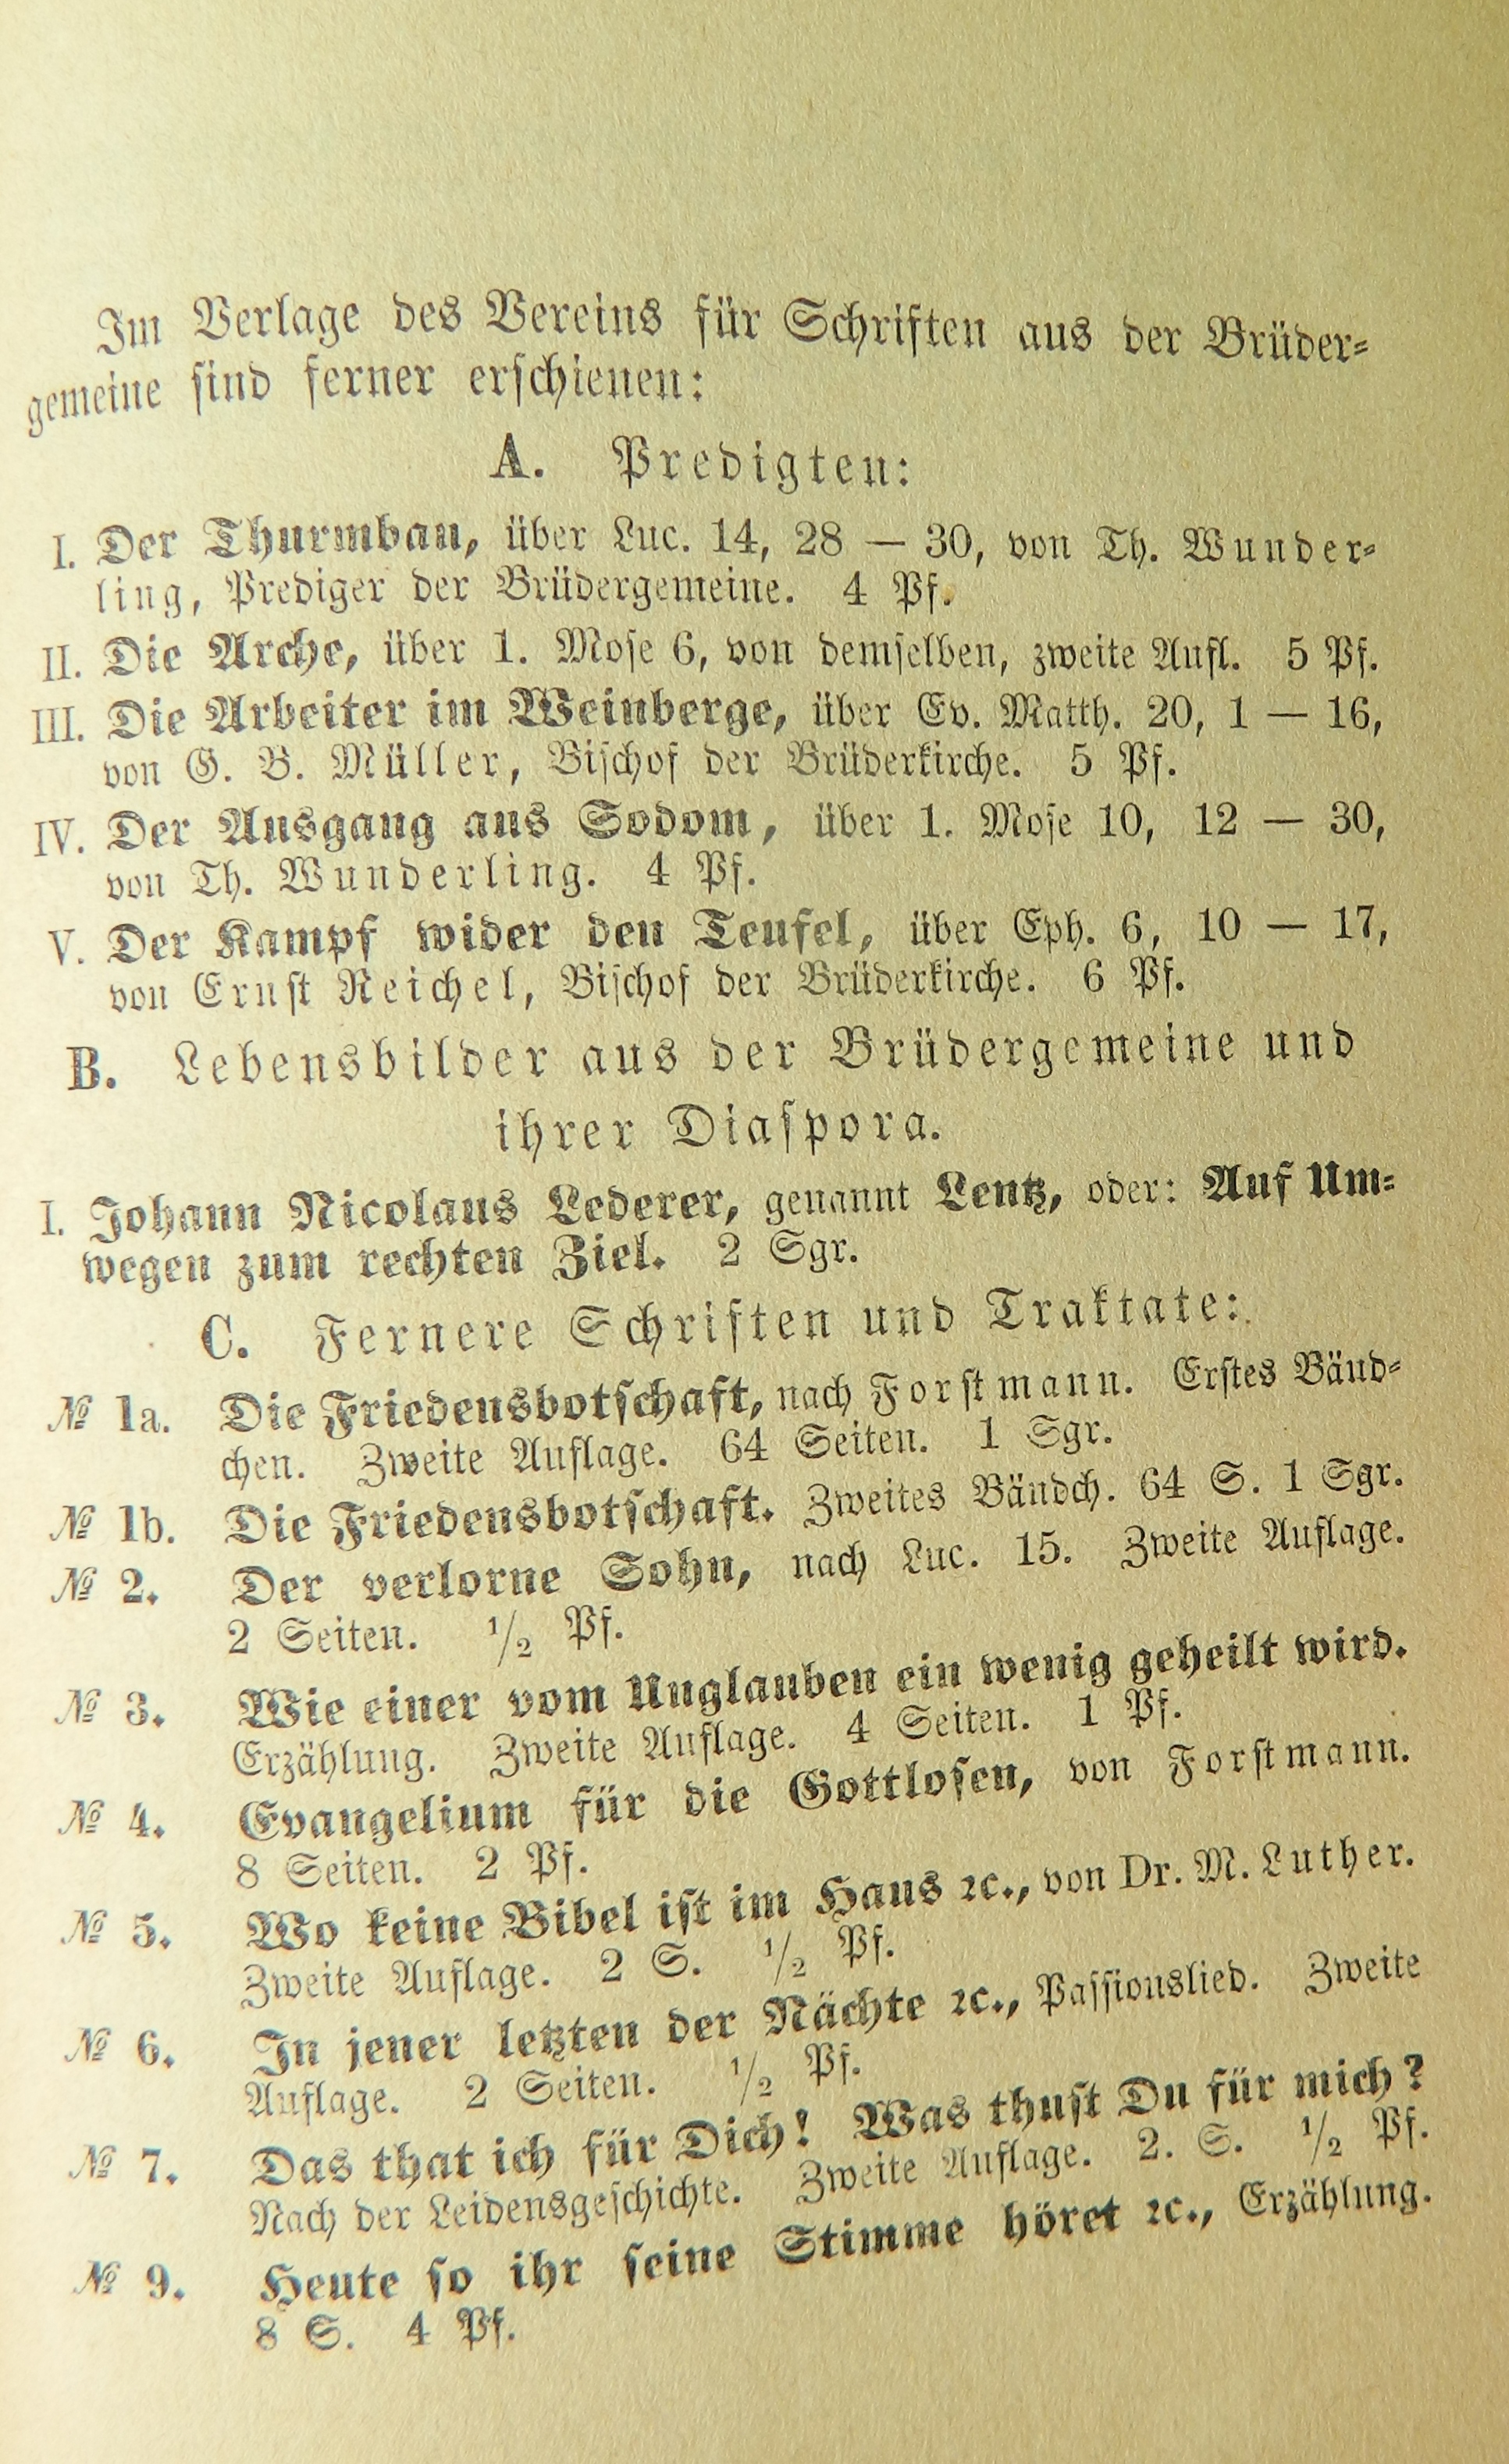 Im Verlage des Vereins für Schriften aus der Brüder-
gemeine sind ferner erschienen:
A. Predigten:
I. Der Thurmbau, über Luc. 14, 28 — 30, von Th. Wunder-
ling, Prediger der Brüdergemeine. 4 Pf.
II. Die Arche, über 1. Mose 6, von demselben, zweite Aufl. 5 Pf.
III. Die Arbeiter im Weinberge, über Ev. Matth. 20, 1 — 16,
von G. B. Müller, Bischof der Brüderkirche. 5 Pf.
IV. Der Ausgang aus Sodom, über 1. Mose 10, 12 — 30,
von Th. Wunderling. 4 Pf.
V. Der Kampf wider den Teufel, über Eph. 6, 10 — 17,
von Ernst Reichel, Bischof der Brüderkirche. 6 Pf.
B. Lebensbilder aus der Brüdergemeine und
ihrer Diaspora.
I. Johann Nicolaus Lederer, genannt Lentz, oder: Auf Um-
wegen zum rechten Ziel. 2 Sgr.
C. Fernere Schriften und Traktate:
№ 1a. Die Friedensbotschaft, nach Forstmann. Erstes Bänd-
chen. Zweite Auflage. 64 Seiten. 1 Sgr.
№ 1b. Die Friedensbotschaft. Zweites Bändch. 64 S. 1 Sgr.
№ 2. Der verlorne Sohn, nach Luc. 15. Zweite Auflage.
2 Seiten. 1/2 Pf.
№ 3. Wie einer vom Unglauben ein wenig geheilt wird.
Erzählung. Zweite Auflage. 4 Seiten. 1 Pf.
№ 4. Evangelium für die Gottlosen, von Forstmann.
8 Seiten. 2 Pf.
№ 5. Wo keine Bibel ist im Haus ꝛc., von Dr. M. Luther.
Zweite Auflage. 2 S. 1/2 Pf.
№ 6. In jener letzten der Nächte ꝛc., Passionslied. Zweite
Auflage. 2 Seiten. 1/2 Pf.
№ 7. Das that ich für Dich! Was thust Du für mich?
Nach der Leidensgeschichte. Zweite Auflage. 2. S. 1/2 Pf.
№ 9. Heute so ihr seine Stimme höret ꝛc., Erzählung.
8 S. 4 Pf.